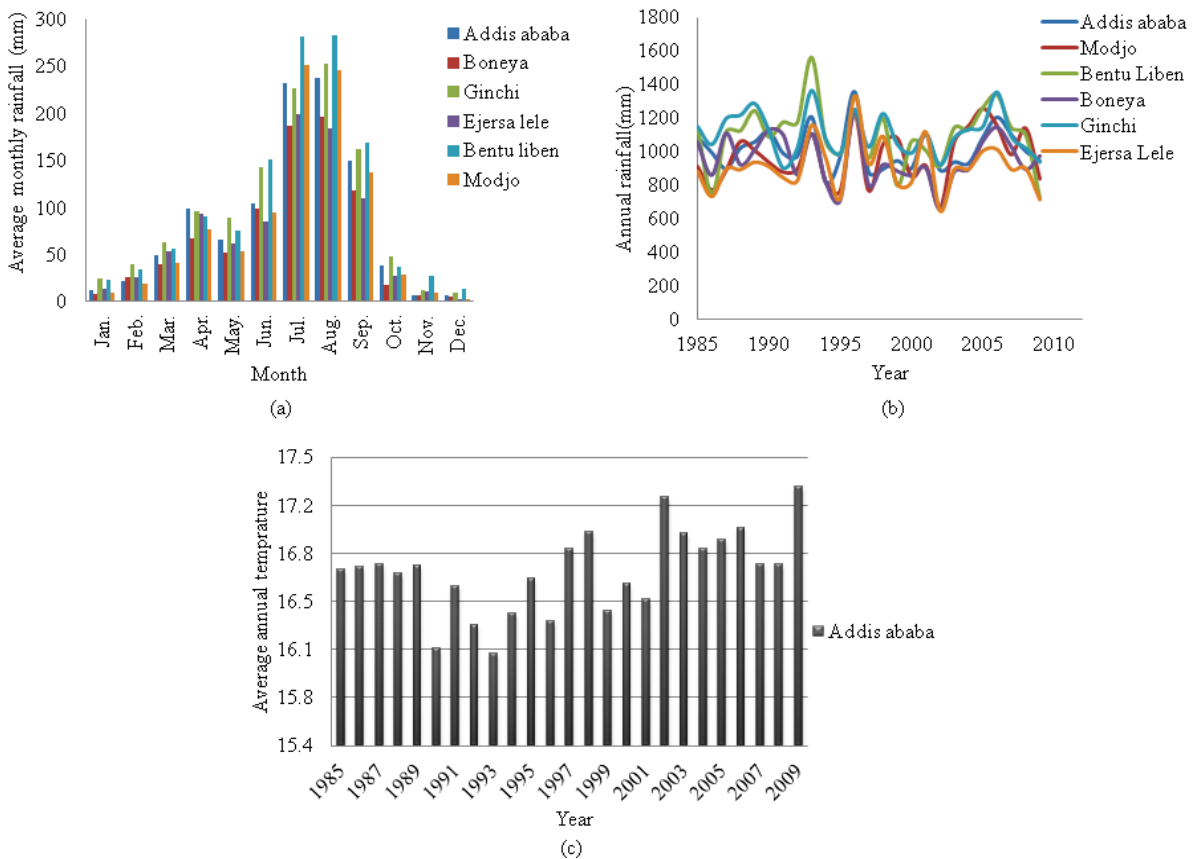 Average monthly rainfall (mm)
300
250
200
150
100
50
0
Jan.
Feb.
Mar.
Apr.
May.
Jun.
Jul.
Aug.
Sep.
Oct.
Nov.
Dec.
Month
(a)
Addis ababa
Boneya
Ginchi
Ejersa lele
Bentu liben
Modjo
Annual rainfall(mm)
1800
1600
1400
1200
1000
800
600
400
200
0
1985
1990
1995
2000
2005
2010
Year
(b)
Addis ababa
Modjo
Bentu Liben
Boneya
Ginchi
Ejersa Lele
Average annual temprature
17.5
17.2
16.8
16.5
16.1
15.8
15.4
1985
1987
1989
1991
1993
1995
1997
1999
2001
2003
2005
2007
2009
Year
(c)
Addis ababa